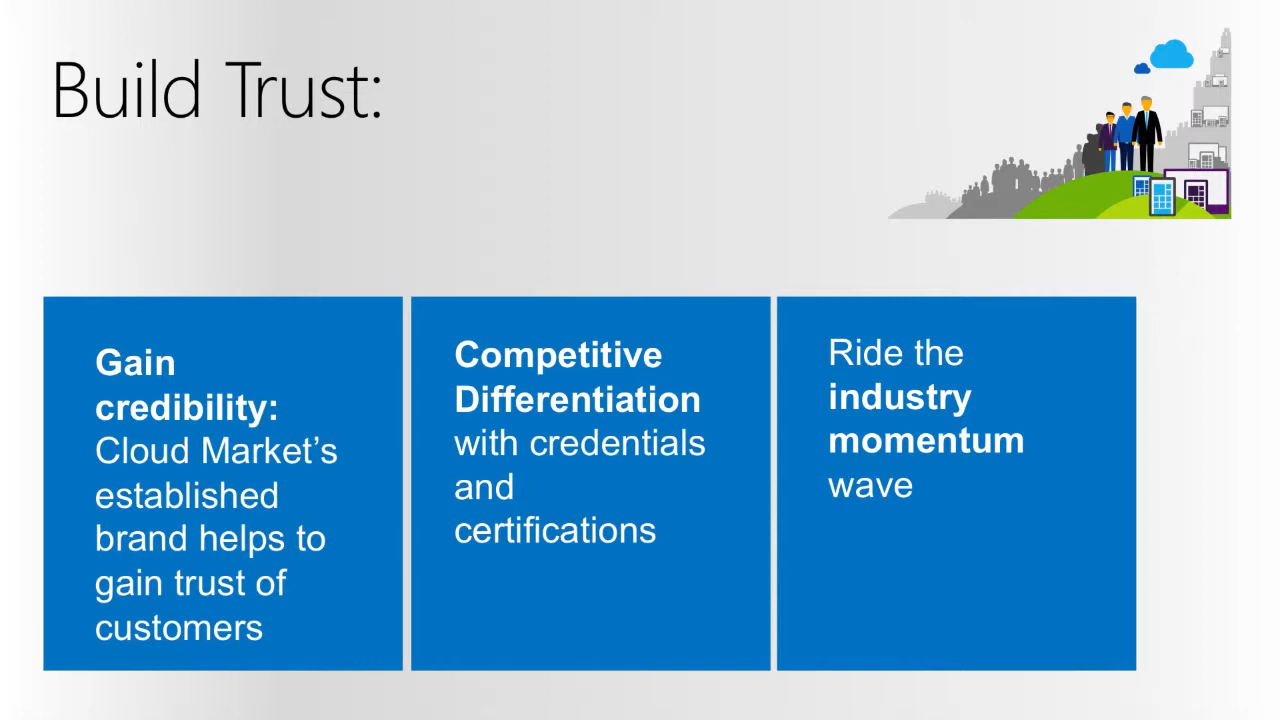 Build Trust:
Gain
credibility:
Cloud Market’s
established
brand helps to
gain trust of
customers
Competitive
Differentiation
with credentials
and
certifications
Ride the
industry
momentum
wave